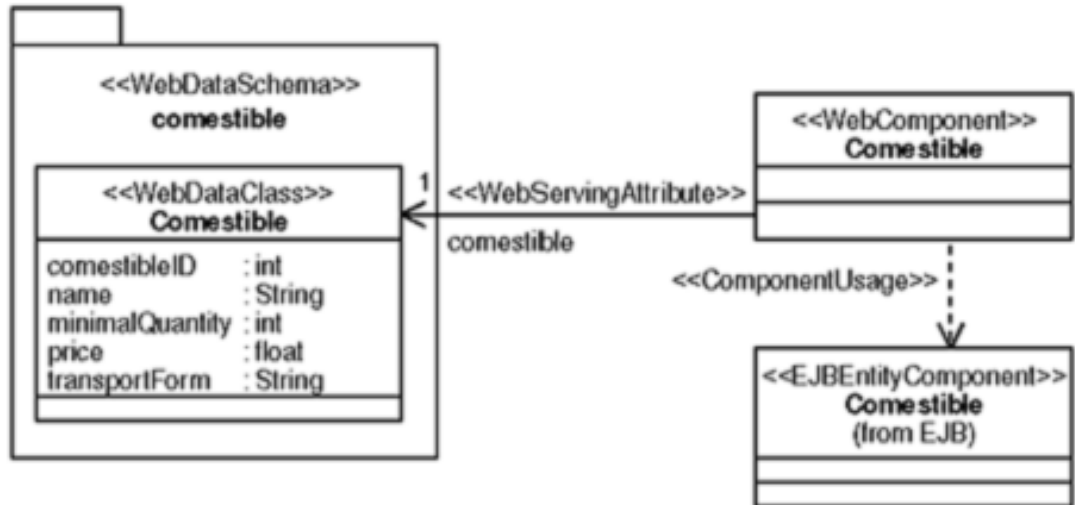 <<WebDataSchema>>
comestible
<<WebDataClass>>
Comestible
comestibleID : int
name : String
minimalQuantity : int
price : float
transportForm : String
1
<<WebServingAttribute>>
comestible
<<WebComponent>>
Comestible
<<ComponentUsage>>
<<EJBEntityComponent>>
Comestible
(from EJB)